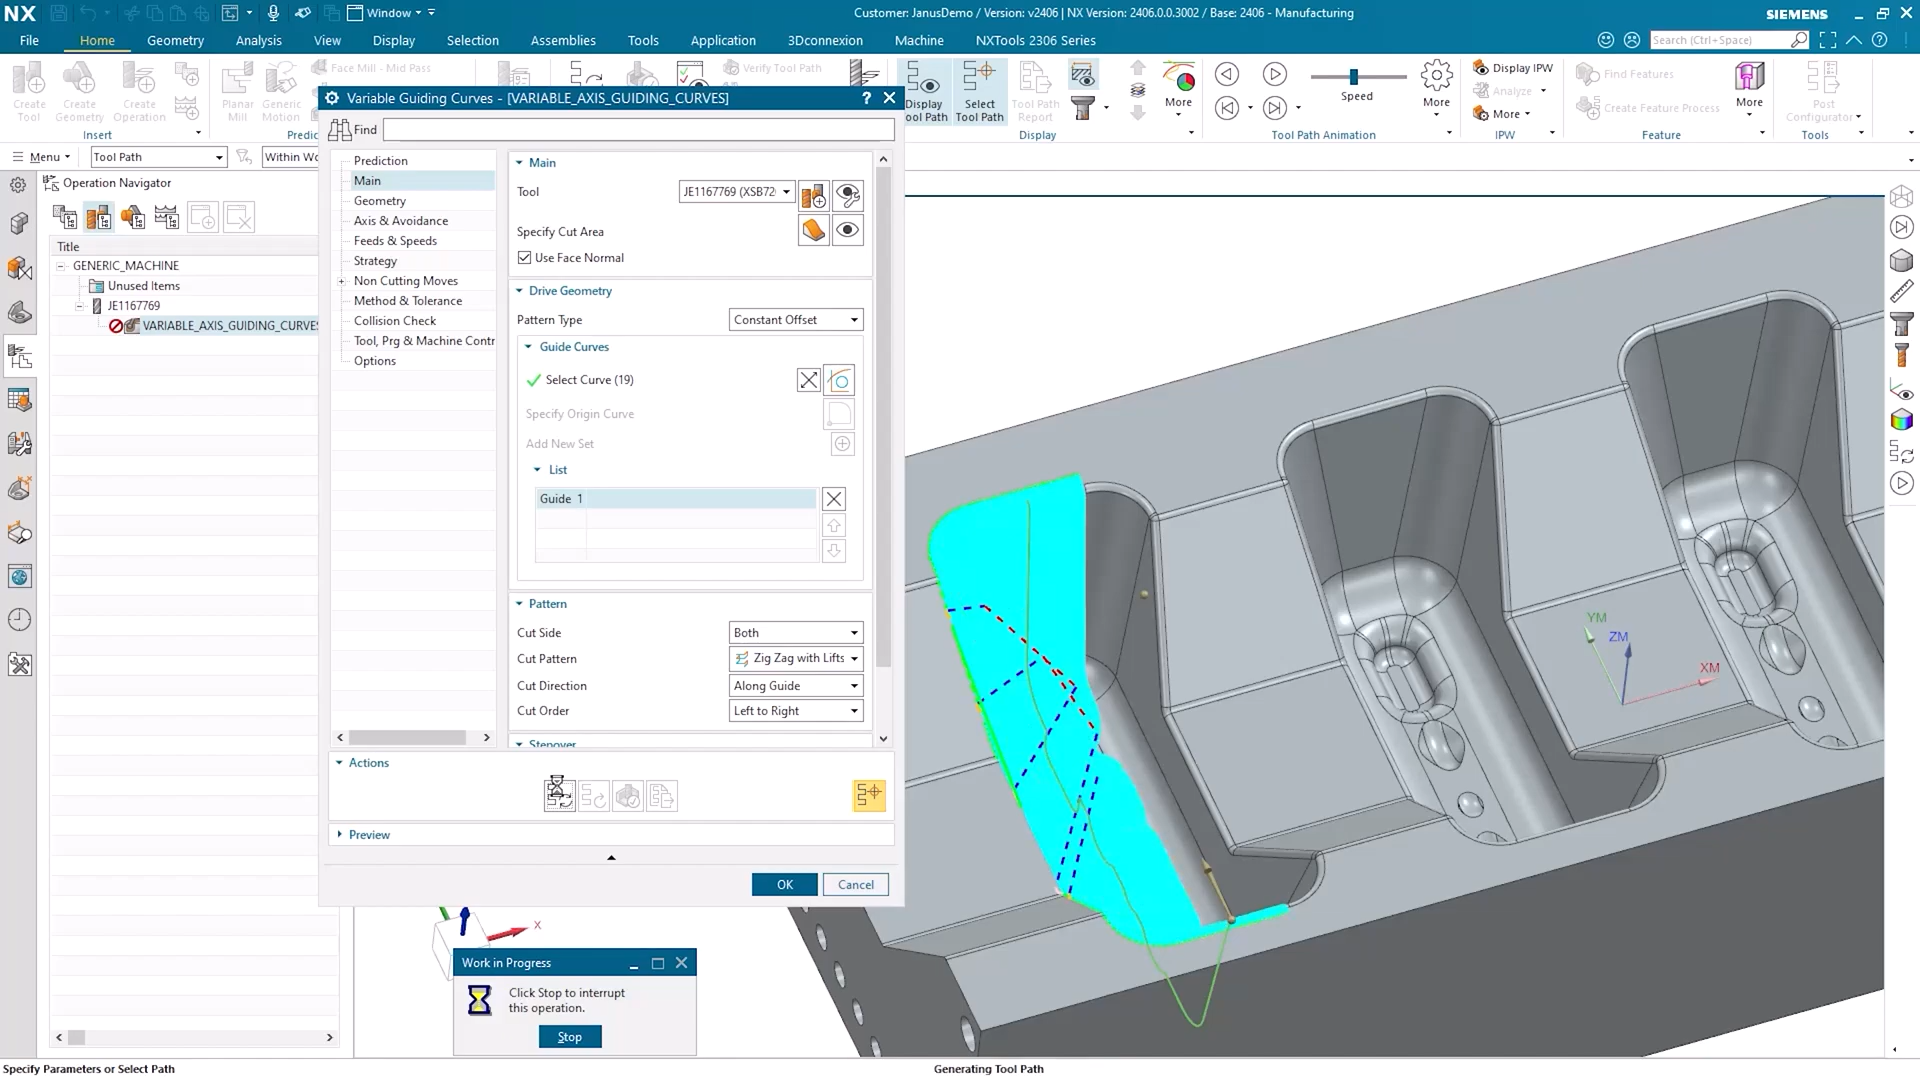 NX
Window
Customer: JanusDemo / Version: v2406 | NX Version: 2406.0.0.3002 / Base: 2406 - Manufacturing
SIEMENS
File
Home
Geometry
Analysis
View
Display
Selection
Assemblies
Tools
Application
3Dconnexion
Machine
NXTools 2306 Series
Search (Ctrl+Space)
Create Tool
Create Geometry
Create Operation
Insert
Planar Mill
Generic Motion
Face Mill - Mid Pass
Verify Tool Path
Select Tool Path
Tool Path Report
Display
More
Speed
More
Tool Path Animation
Display IPW
Analyze
More
IPW
Find Features
Create Feature Process
More
Feature
Post Configurator
Tools
Menu
Tool Path
Operation Navigator
Title
GENERIC_MACHINE
Unused Items
JE1167769
VARIABLE_AXIS_GUIDING_CURVES
Variable Guiding Curves - [VARIABLE_AXIS_GUIDING_CURVES]
Find
Prediction
Main
Geometry
Axis & Avoidance
Feeds & Speeds
Strategy
Non Cutting Moves
Method & Tolerance
Collision Check
Tool, Prg & Machine Contr
Options
Main
Tool
JE1167769 (XSB72
Specify Cut Area
Use Face Normal
Drive Geometry
Pattern Type
Constant Offset
Guide Curves
Select Curve (19)
Specify Origin Curve
Add New Set
List
Guide 1
Pattern
Cut Side
Both
Cut Pattern
Zig Zag with Lifts
Cut Direction
Along Guide
Cut Order
Left to Right
Stepover
Actions
Preview
OK
Cancel
X
YM
ZM
XM
Work in Progress
Click Stop to interrupt
this operation.
Stop
Specify Parameters or Select Path
Generating Tool Path